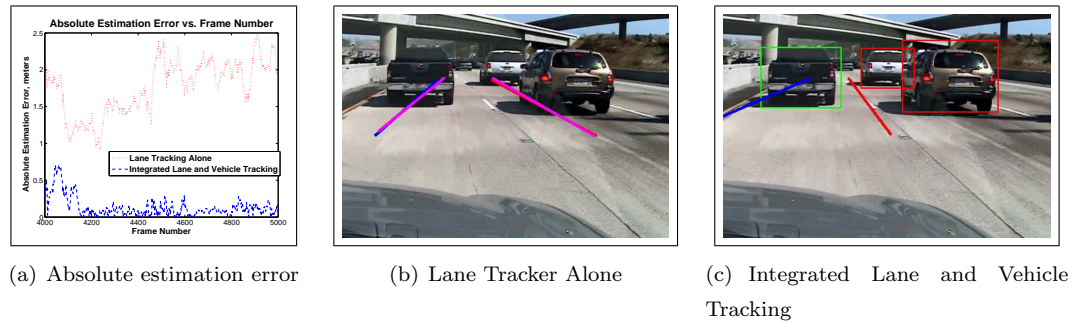 Absolute Estimation Error vs. Frame Number
2.5
2
1.5
1
0.5
0
Absolute Estimation Error, meters
Lane Tracking Alone
Integrated Lane and Vehicle Tracking
4000 4200 4400 4600 4800 5000
Frame Number
(a) Absolute estimation error
(b) Lane Tracker Alone
(c) Integrated Lane and Vehicle
Tracking